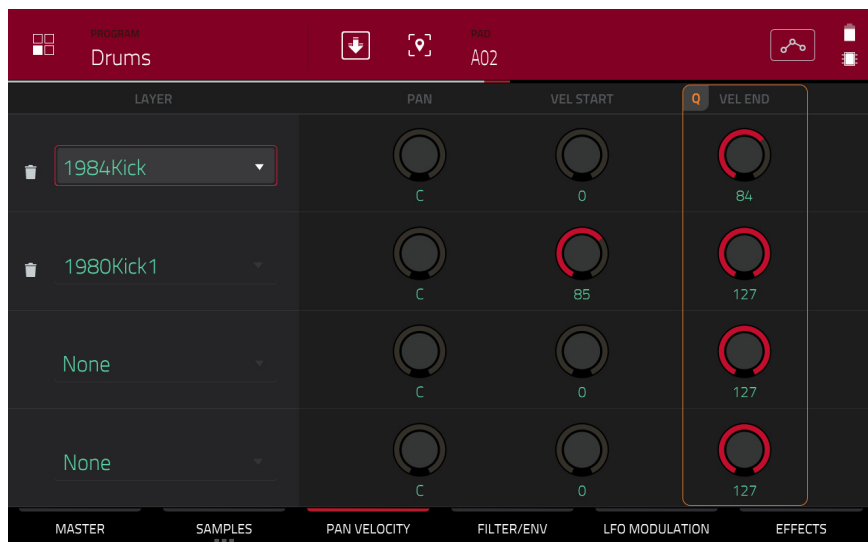 PROGRAM
Drums
PAD
A02
LAYER PAN VEL START Q VEL END
1984Kick C 0 84
1980Kick1 C 85 127
None C 0 127
None C 0 127
MASTER SAMPLES PAN VELOCITY FILTER/ENV LFO MODULATION EFFECTS